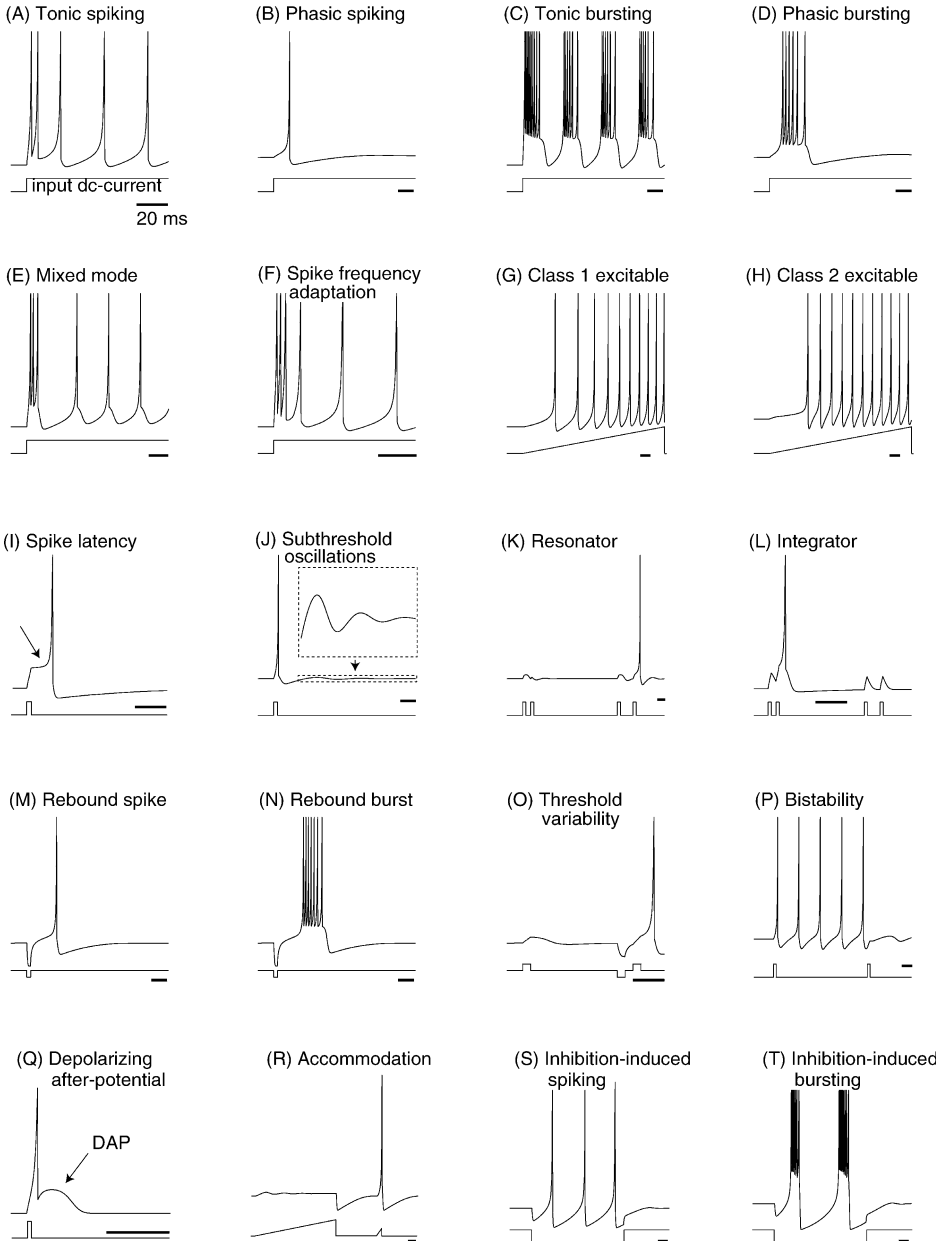 (A) Tonic spiking
(B) Phasic spiking
(C) Tonic bursting
(D) Phasic bursting
input dc-current
20 ms
(E) Mixed mode
(F) Spike frequency
adaptation
(G) Class 1 excitable
(H) Class 2 excitable
(I) Spike latency
(J) Subthreshold
oscillations
(K) Resonator
(L) Integrator
(M) Rebound spike
(N) Rebound burst
(O) Threshold
variability
(P) Bistability
(Q) Depolarizing
after-potential
DAP
(R) Accommodation
(S) Inhibition-induced
spiking
(T) Inhibition-induced
bursting